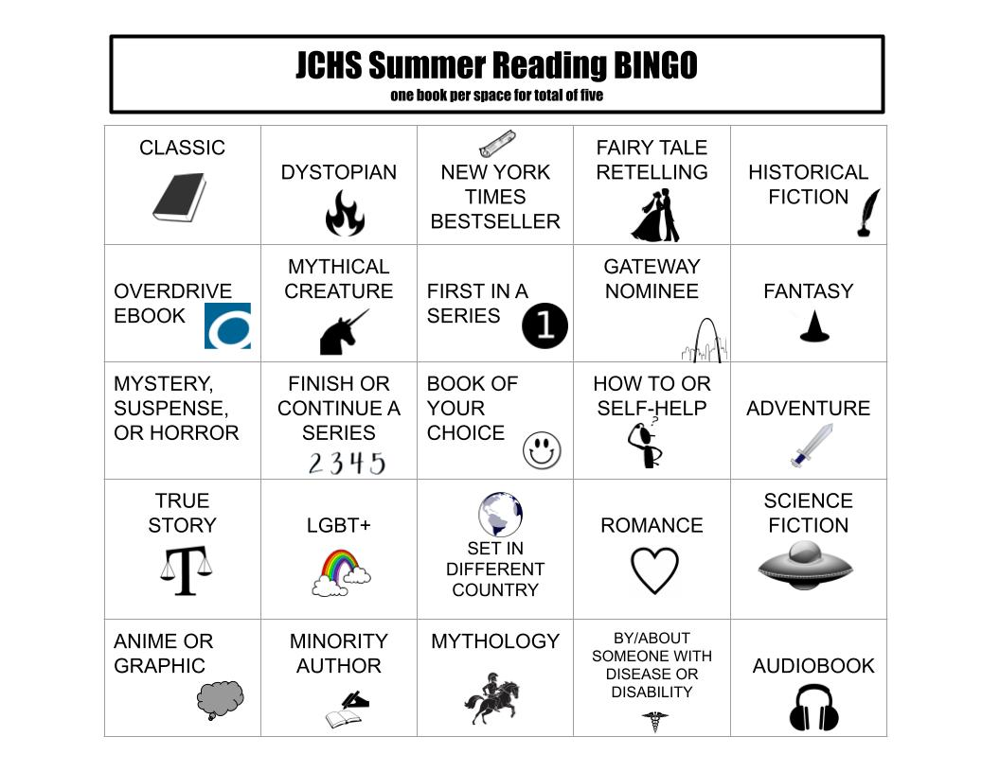 JCHS Summer Reading BINGO
one book per space for total of five
CLASSIC
DYSTOPIAN
NEW YORK
TIMES
BESTSELLER
FAIRY TALE
RETELLING
HISTORICAL
FICTION
OVERDRIVE
EBOOK
MYTHICAL
CREATURE
FIRST IN A
SERIES
1
GATEWAY
NOMINEE
FANTASY
MYSTERY,
SUSPENSE,
OR HORROR
FINISH OR
CONTINUE A
SERIES
2 3 4 5
BOOK OF
YOUR
CHOICE
HOW TO OR
SELF-HELP
?
ADVENTURE
TRUE
STORY
LGBT+
SET IN
DIFFERENT
COUNTRY
ROMANCE
SCIENCE
FICTION
ANIME OR
GRAPHIC
MINORITY
AUTHOR
MYTHOLOGY
BY/ABOUT
SOMEONE WITH
DISEASE OR
DISABILITY
AUDIOBOOK